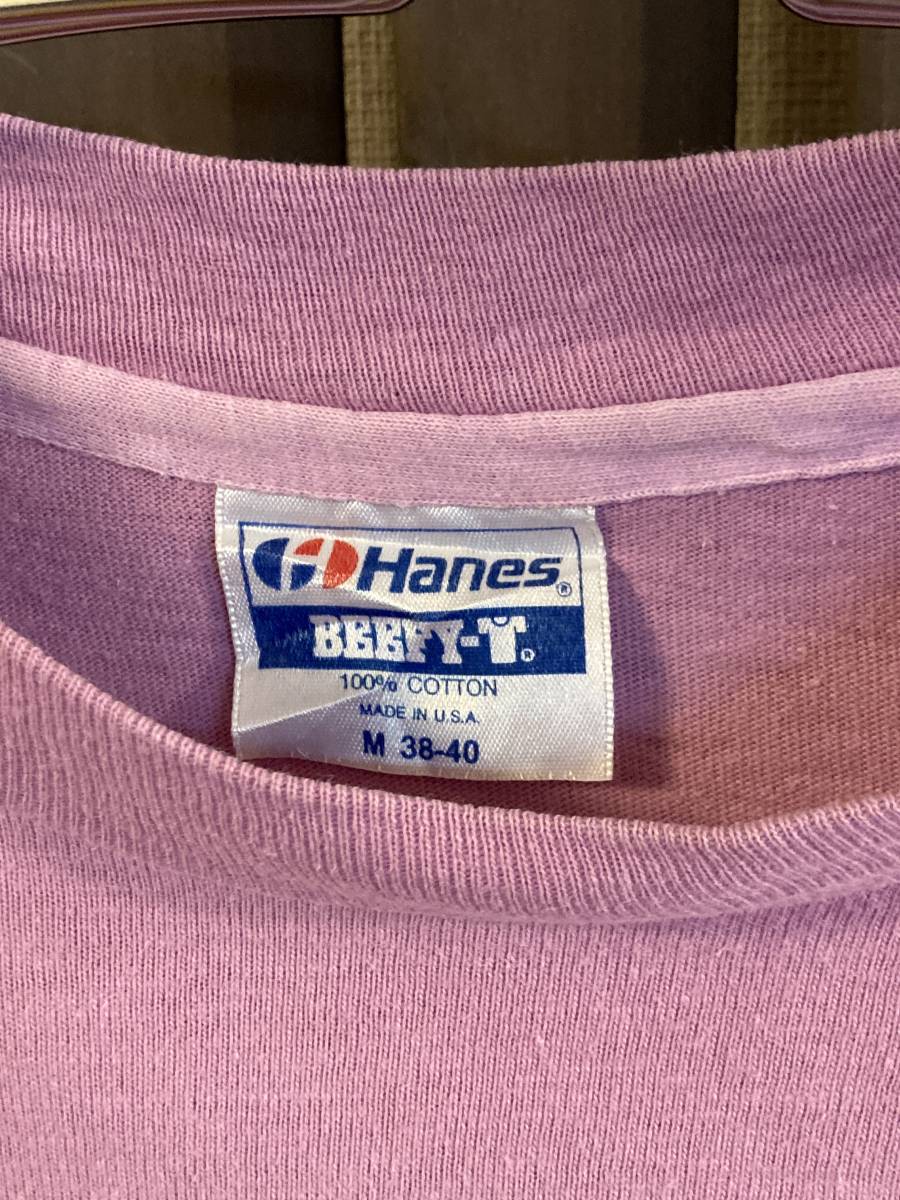 Hanes®
BEEFY-T®
100% COTTON
MADE IN U.S.A.
M 38-40